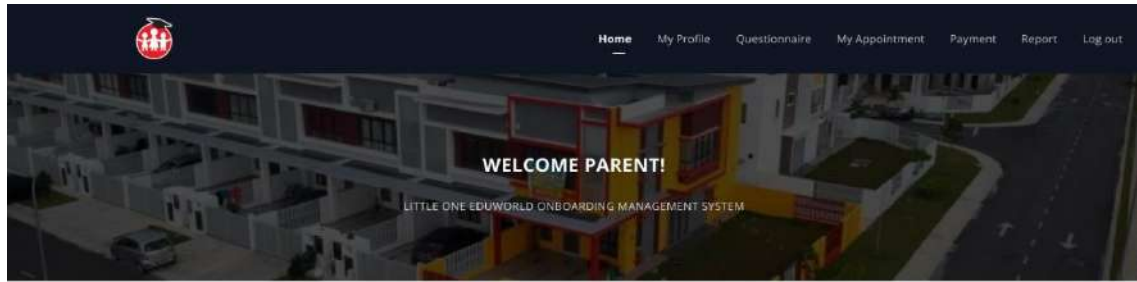 Home My Profile Questionnaire My Appointment Payment Report Log out
WELCOME PARENT!
LITTLE ONE EDUWORLD ONBOARDING MANAGEMENT SYSTEM